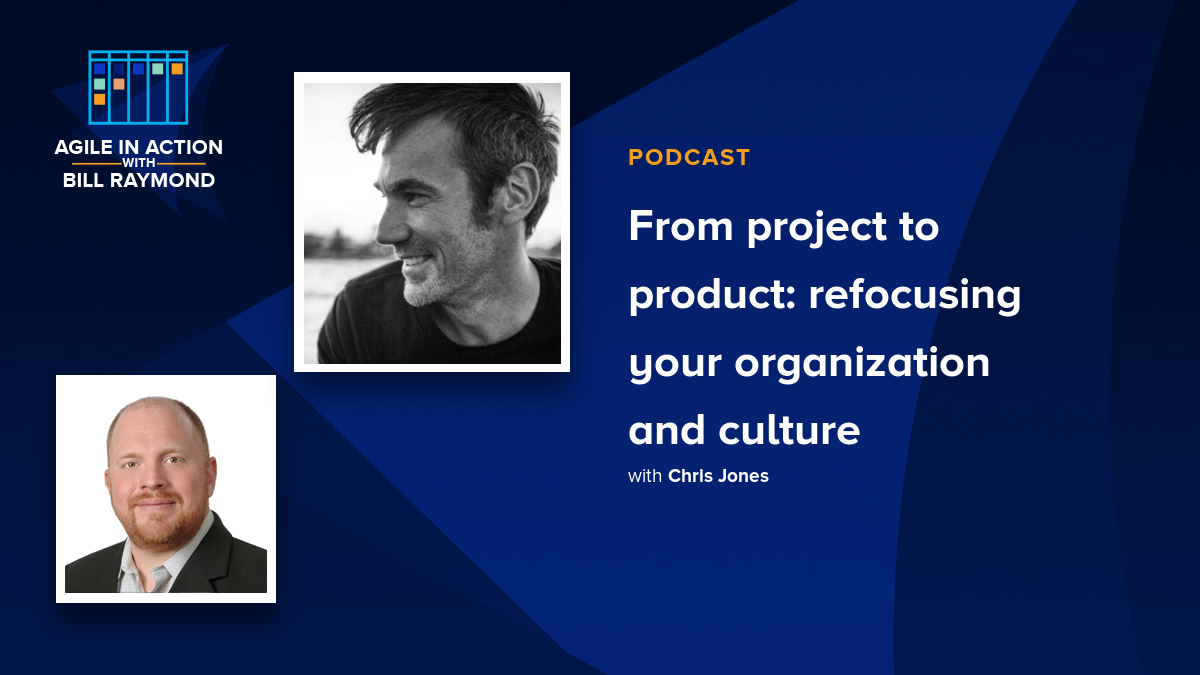 AGILE IN ACTION
WITH
BILL RAYMOND
PODCAST
From project to
product: refocusing
your organization
and culture
with Chris Jones